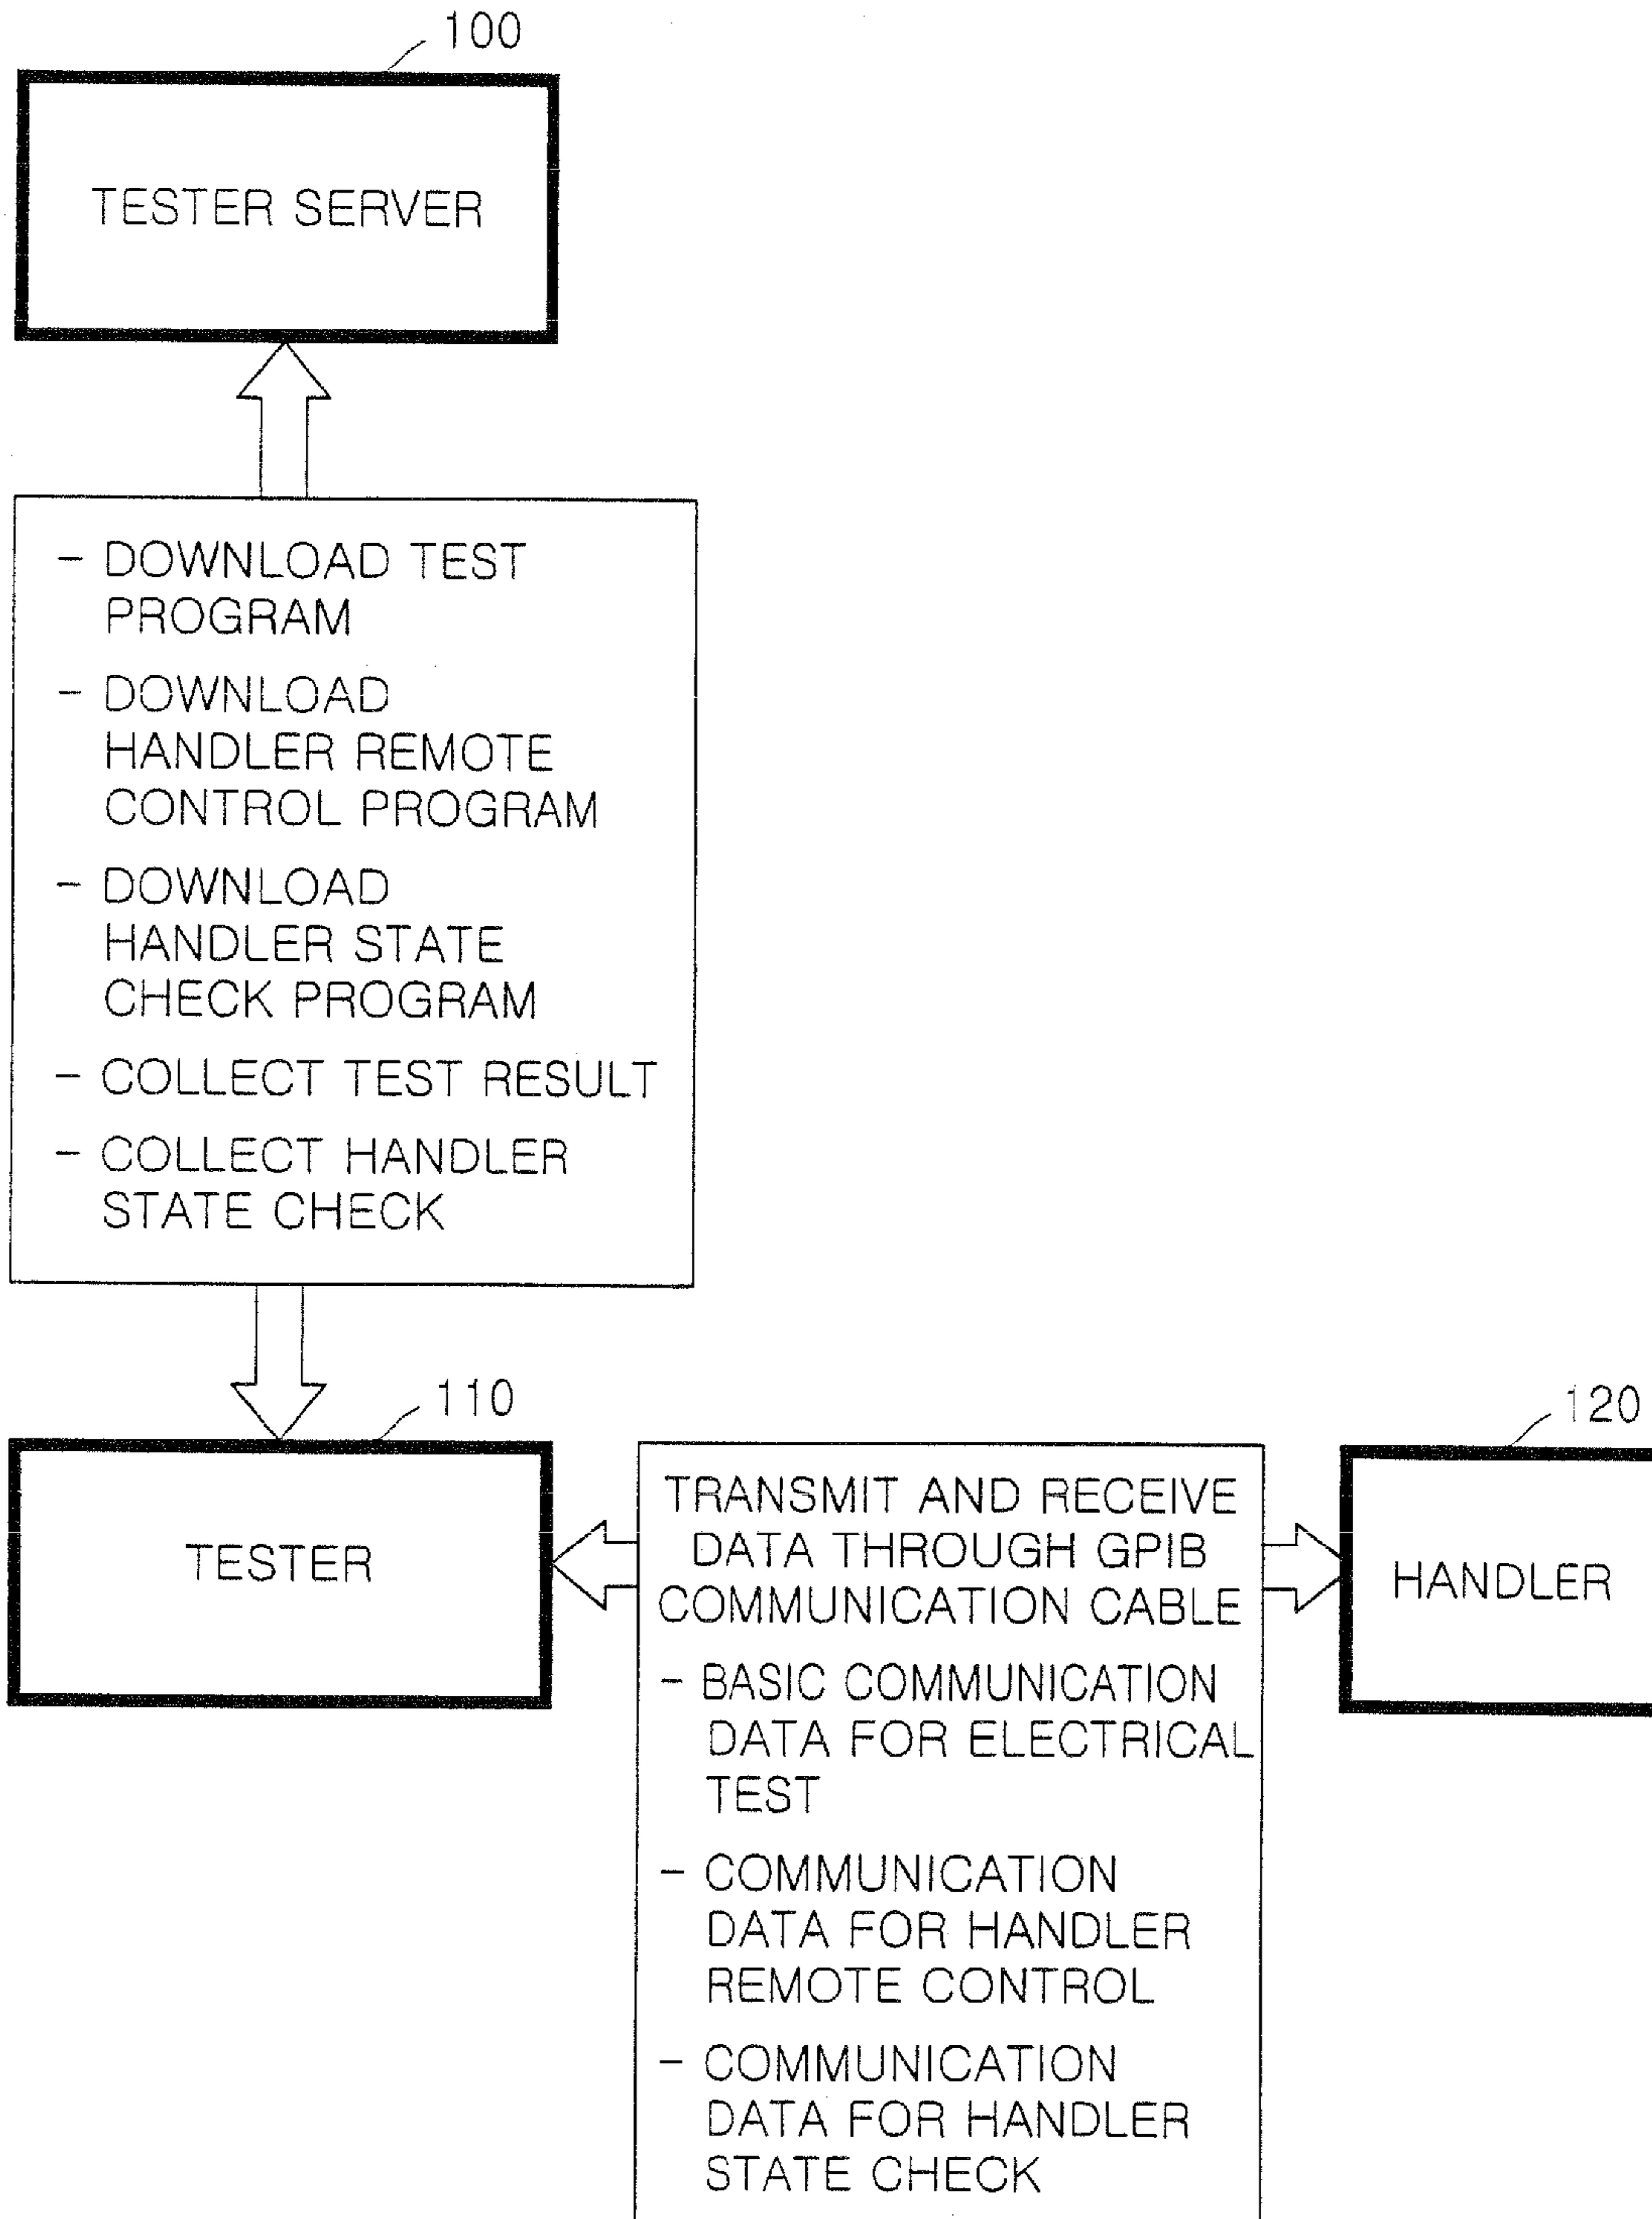 100
TESTER SERVER
- DOWNLOAD TEST
PROGRAM
- DOWNLOAD
HANDLER REMOTE
CONTROL PROGRAM
- DOWNLOAD
HANDLER STATE
CHECK PROGRAM
- COLLECT TEST RESULT
- COLLECT HANDLER
STATE CHECK
110
TESTER
TRANSMIT AND RECEIVE
DATA THROUGH GPIB
COMMUNICATION CABLE
- BASIC COMMUNICATION
DATA FOR ELECTRICAL
TEST
- COMMUNICATION
DATA FOR HANDLER
REMOTE CONTROL
- COMMUNICATION
DATA FOR HANDLER
STATE CHECK
120
HANDLER